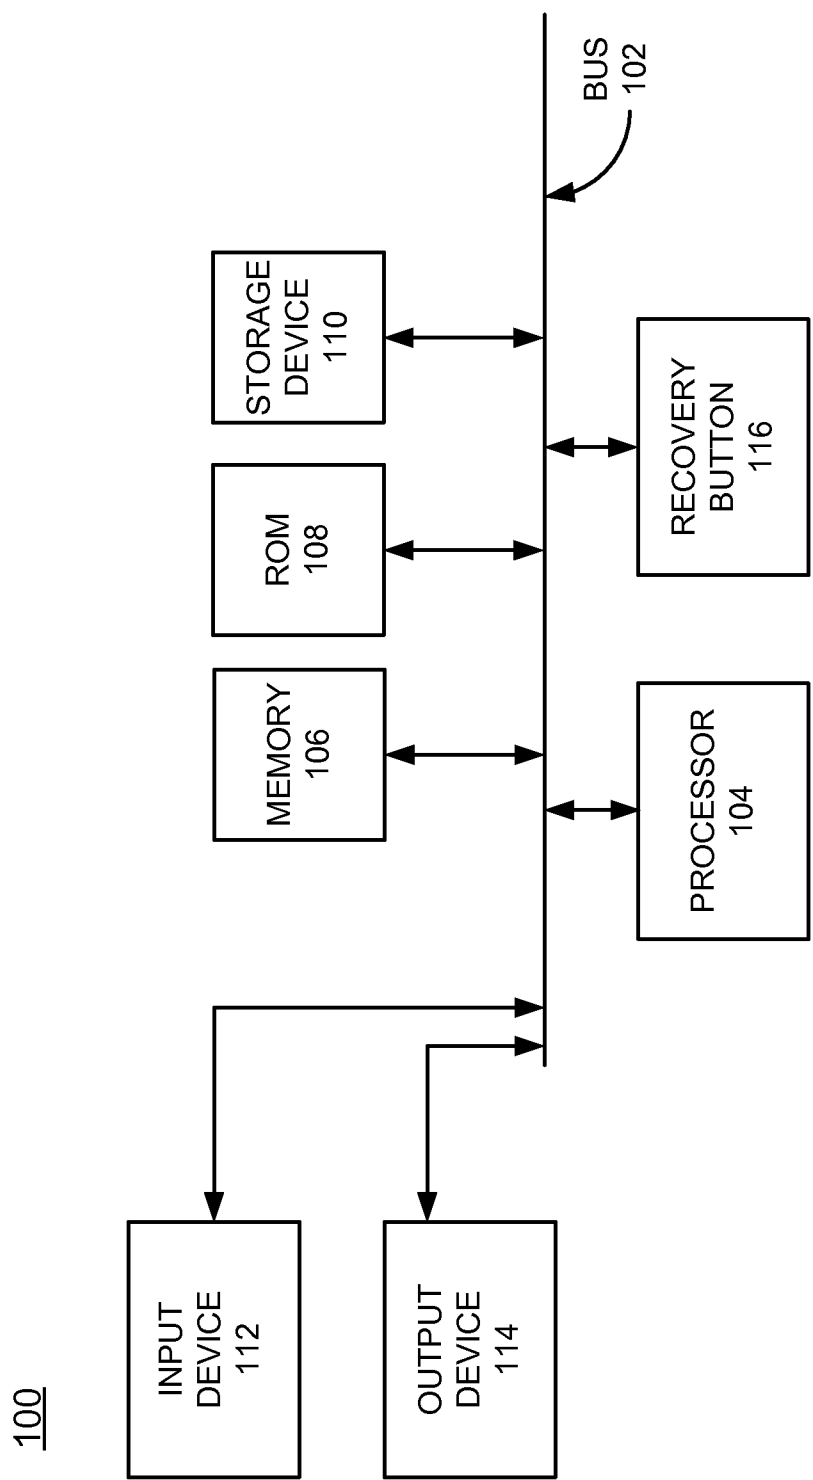 100
INPUT
DEVICE
112
OUTPUT
DEVICE
114
MEMORY
106
ROM
108
STORAGE
DEVICE
110
PROCESSOR
104
RECOVERY
BUTTON
116
BUS
102